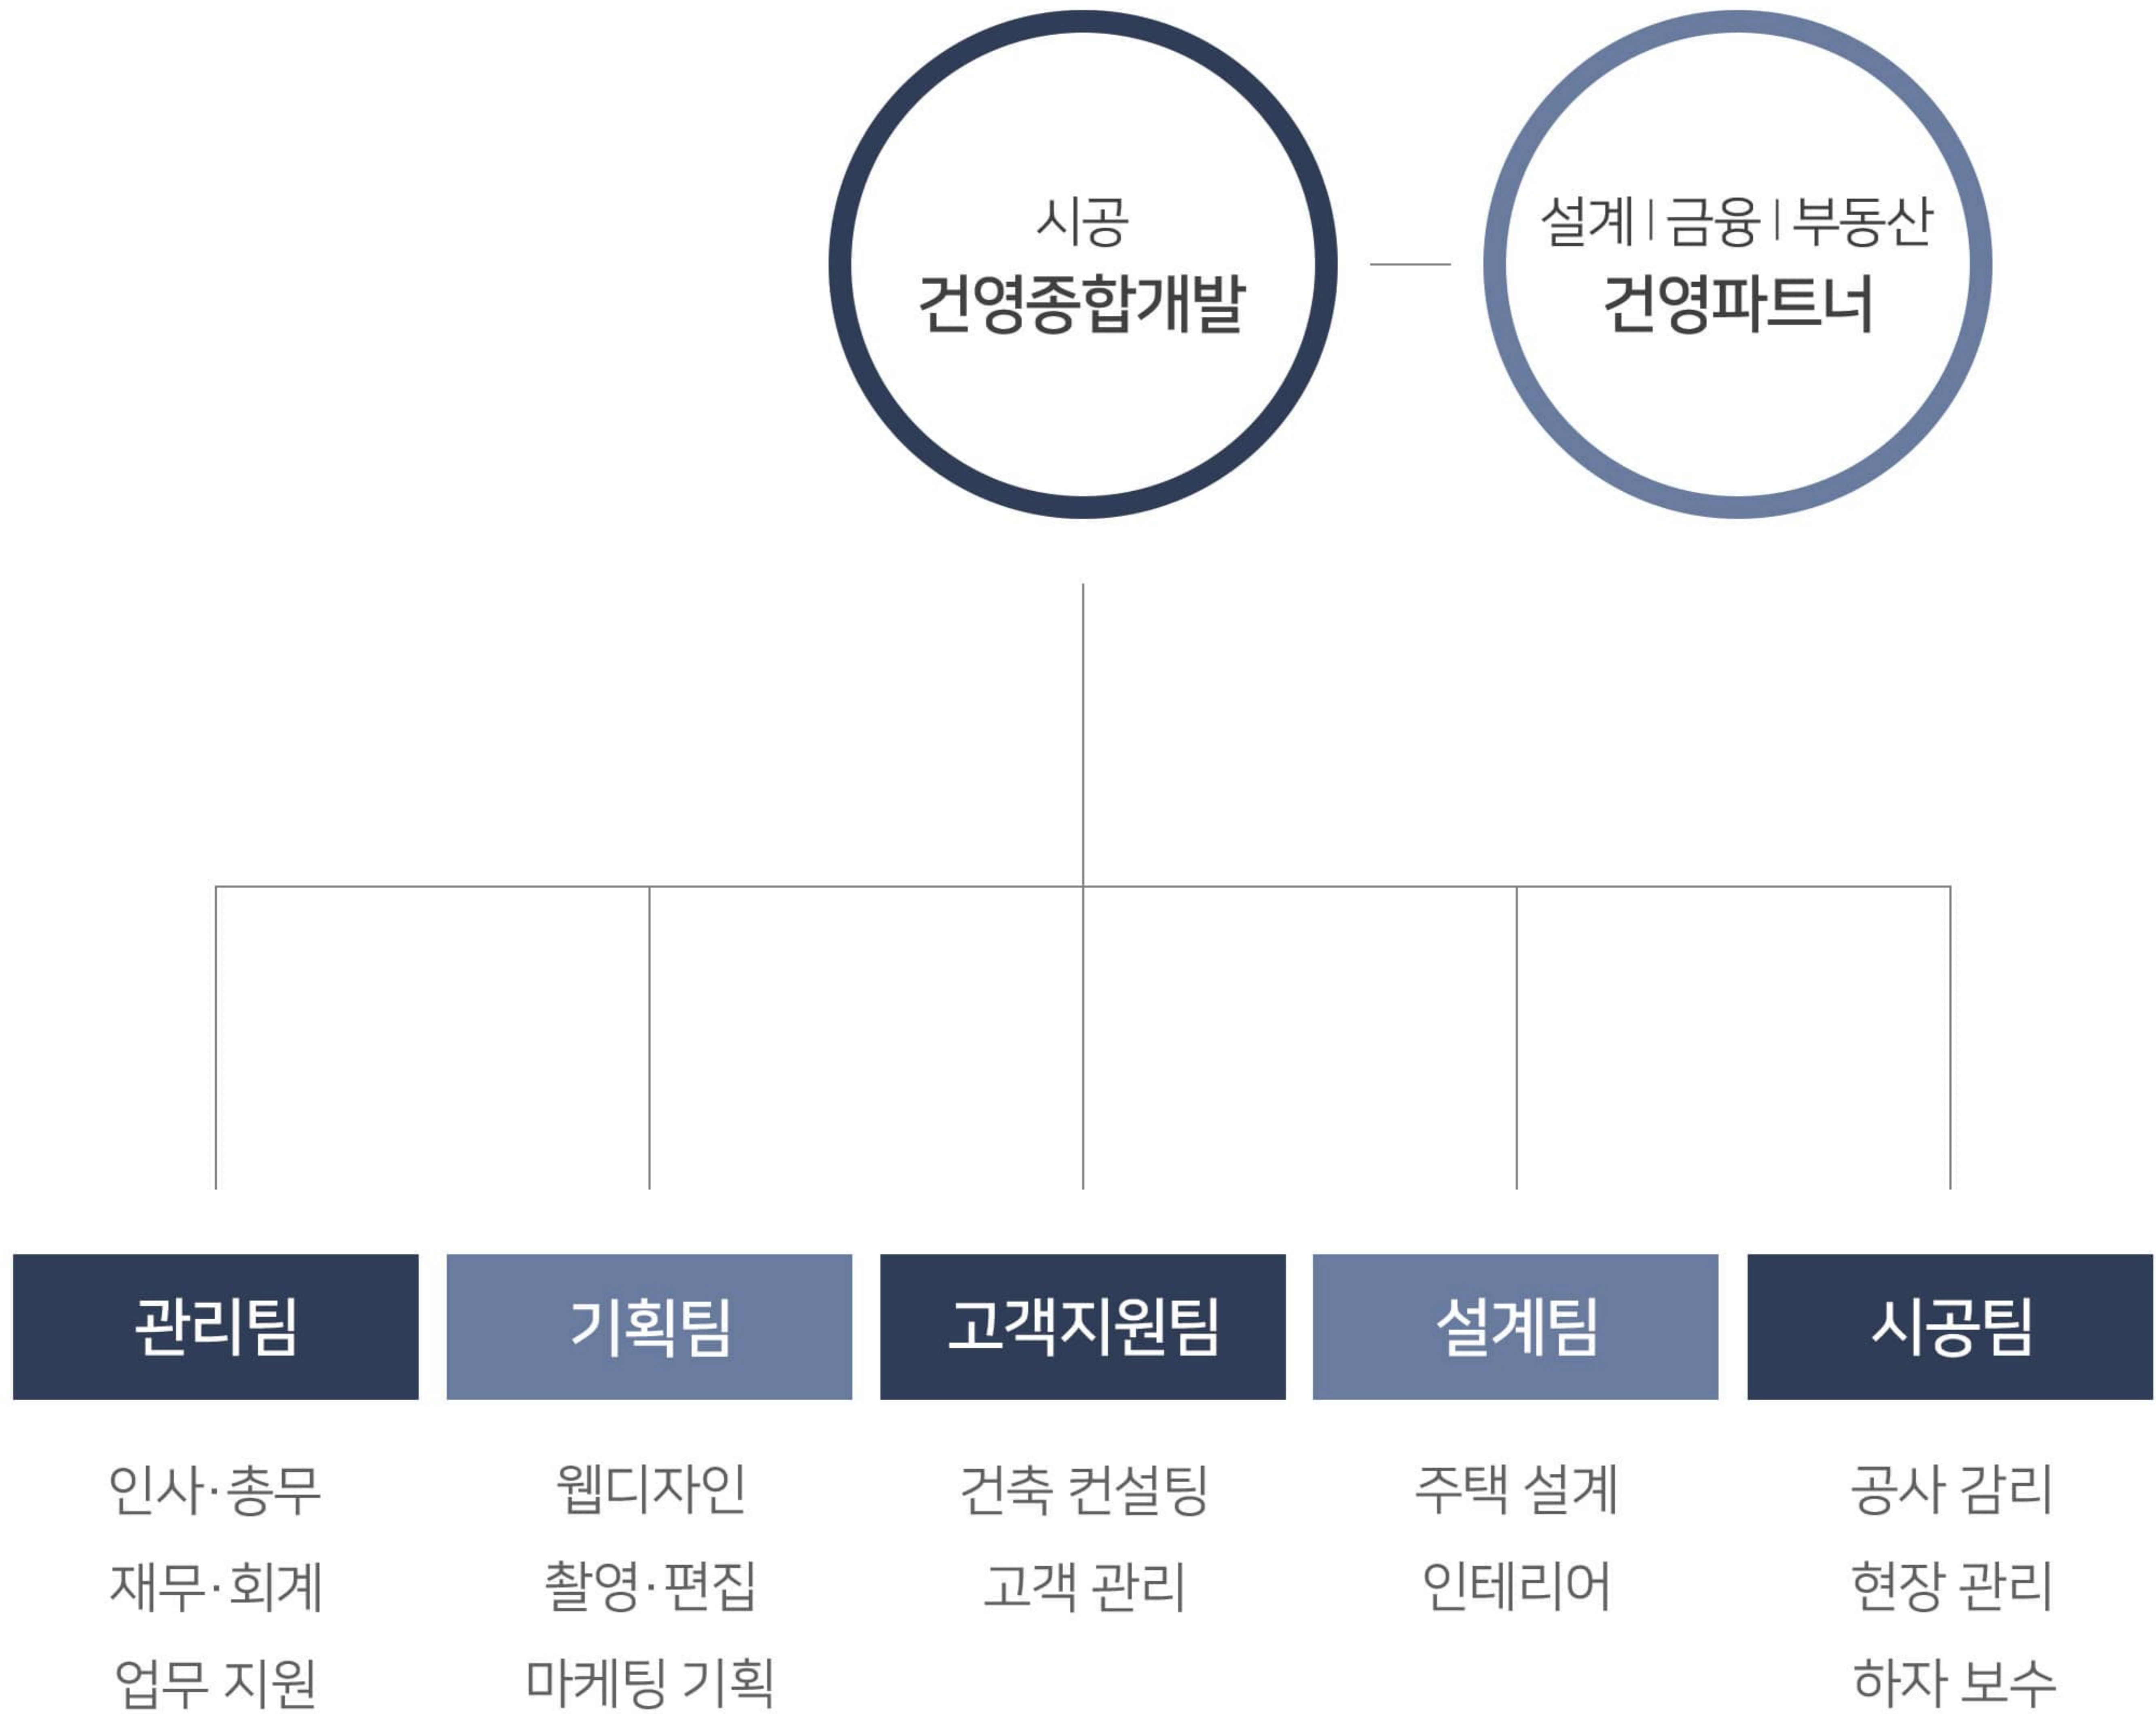 시공
건영종합개발
설계 | 금융 | 부동산
건영파트너
관리팀
인사·총무
재무·회계
업무 지원
기획팀
웹디자인
촬영·편집
마케팅 기획
고객지원팀
건축 컨설팅
고객 관리
설계팀
주택 설계
인테리어
시공팀
공사 감리
현장 관리
하자 보수